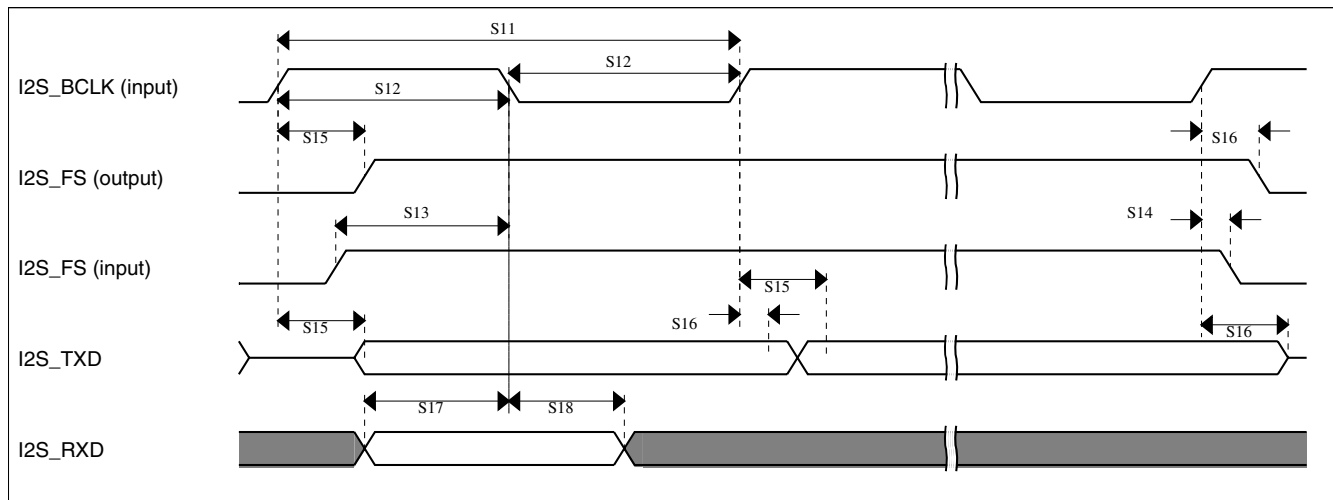 S11
I2S_BCLK (input)
S12
S12
S15
S16
I2S_FS (output)
S13
S14
I2S_FS (input)
S15
S16
S15
S16
I2S_TXD
S17
S18
I2S_RXD